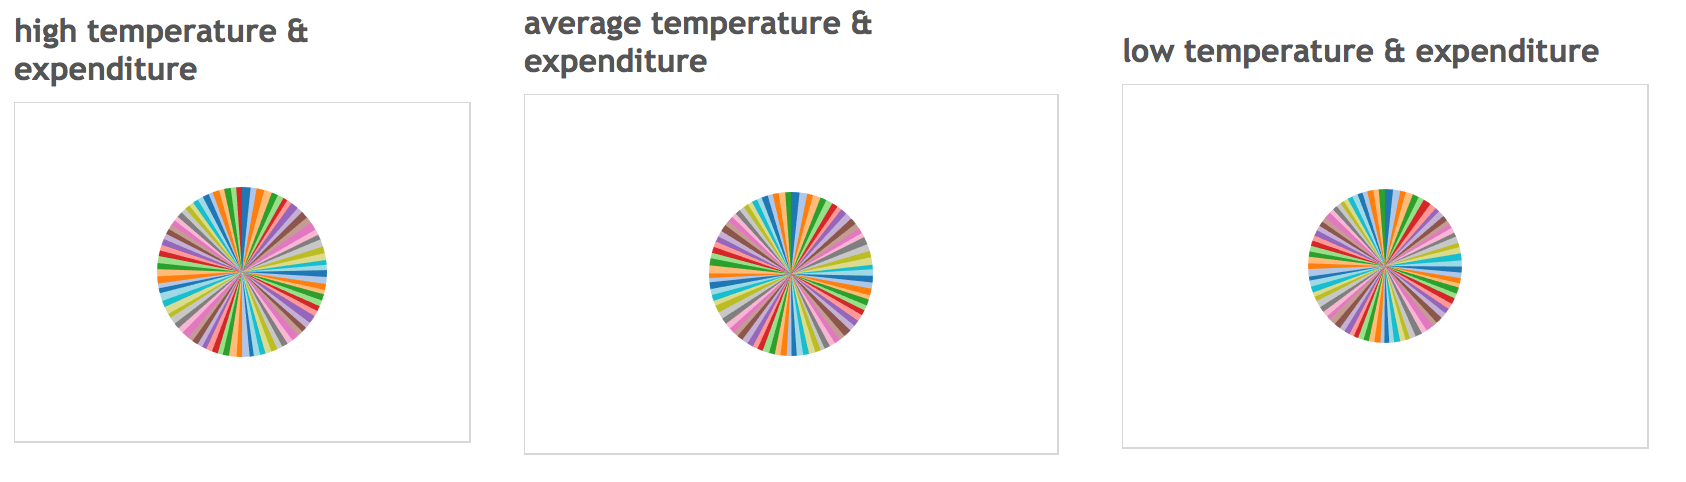 high temperature &
expenditure
average temperature &
expenditure
low temperature & expenditure